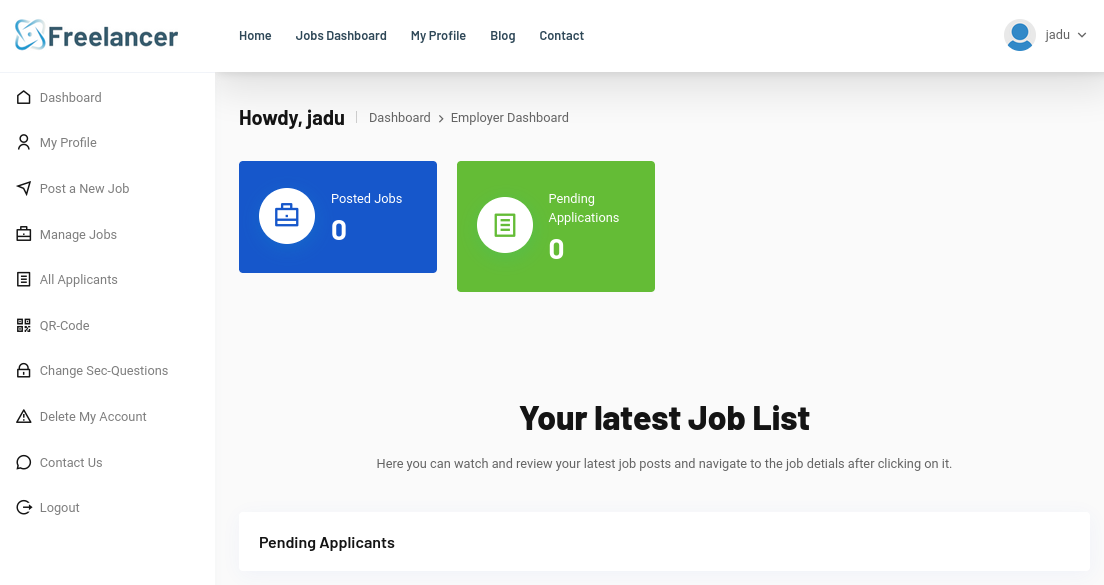 Freelancer
Home Jobs Dashboard My Profile Blog Contact
jadu
Dashboard
My Profile
Post a New Job
Manage Jobs
All Applicants
QR-Code
Change Sec-Questions
Delete My Account
Contact Us
Logout
Howdy, jadu
Dashboard > Employer Dashboard
Posted Jobs
0
Pending
Applications
0
Your latest Job List
Here you can watch and review your latest job posts and navigate to the job detials after clicking on it.
Pending Applicants